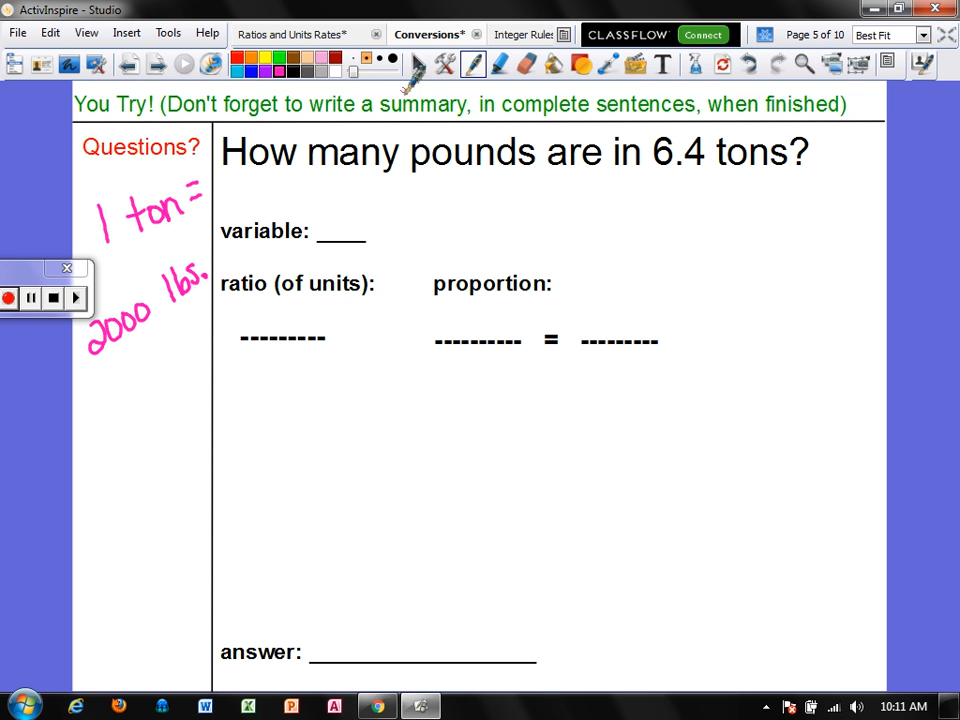 ActivInspire - Studio
File Edit View Insert Tools Help
Ratios and Units Rates* Conversions* Integer Rules
CLASSFLOW Connect
Page 5 of 10 Best Fit
You Try! (Don't forget to write a summary, in complete sentences, when finished)
Questions?
How many pounds are in 6.4 tons?
1 ton =
2000 lbs.
variable: ____
ratio (of units): proportion:
--------- ---------- = ---------
answer: ___________________
10:11 AM